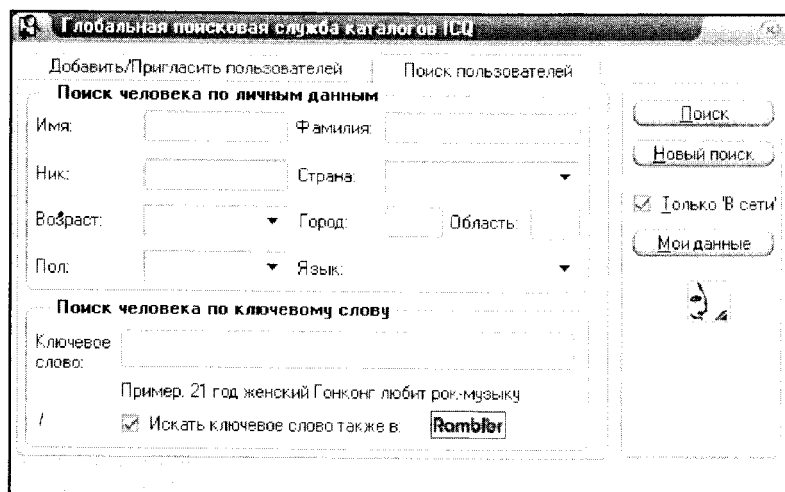 Глобальная поисковая служба каталогов ICQ
Добавить/Пригласить пользователей Поиск пользователей
Поиск человека по личным данным
Имя: Фамилия:
Ник: Страна:
Возраст: Город: Область:
Пол: Язык:
Поиск человека по ключевому слову
Ключевое
слово:
Пример. 21 год женский Гонконг любит рок-музыку
Искать ключевое слово также в: Rambler
Поиск
Новый поиск
Только 'В сети'
Мои данные